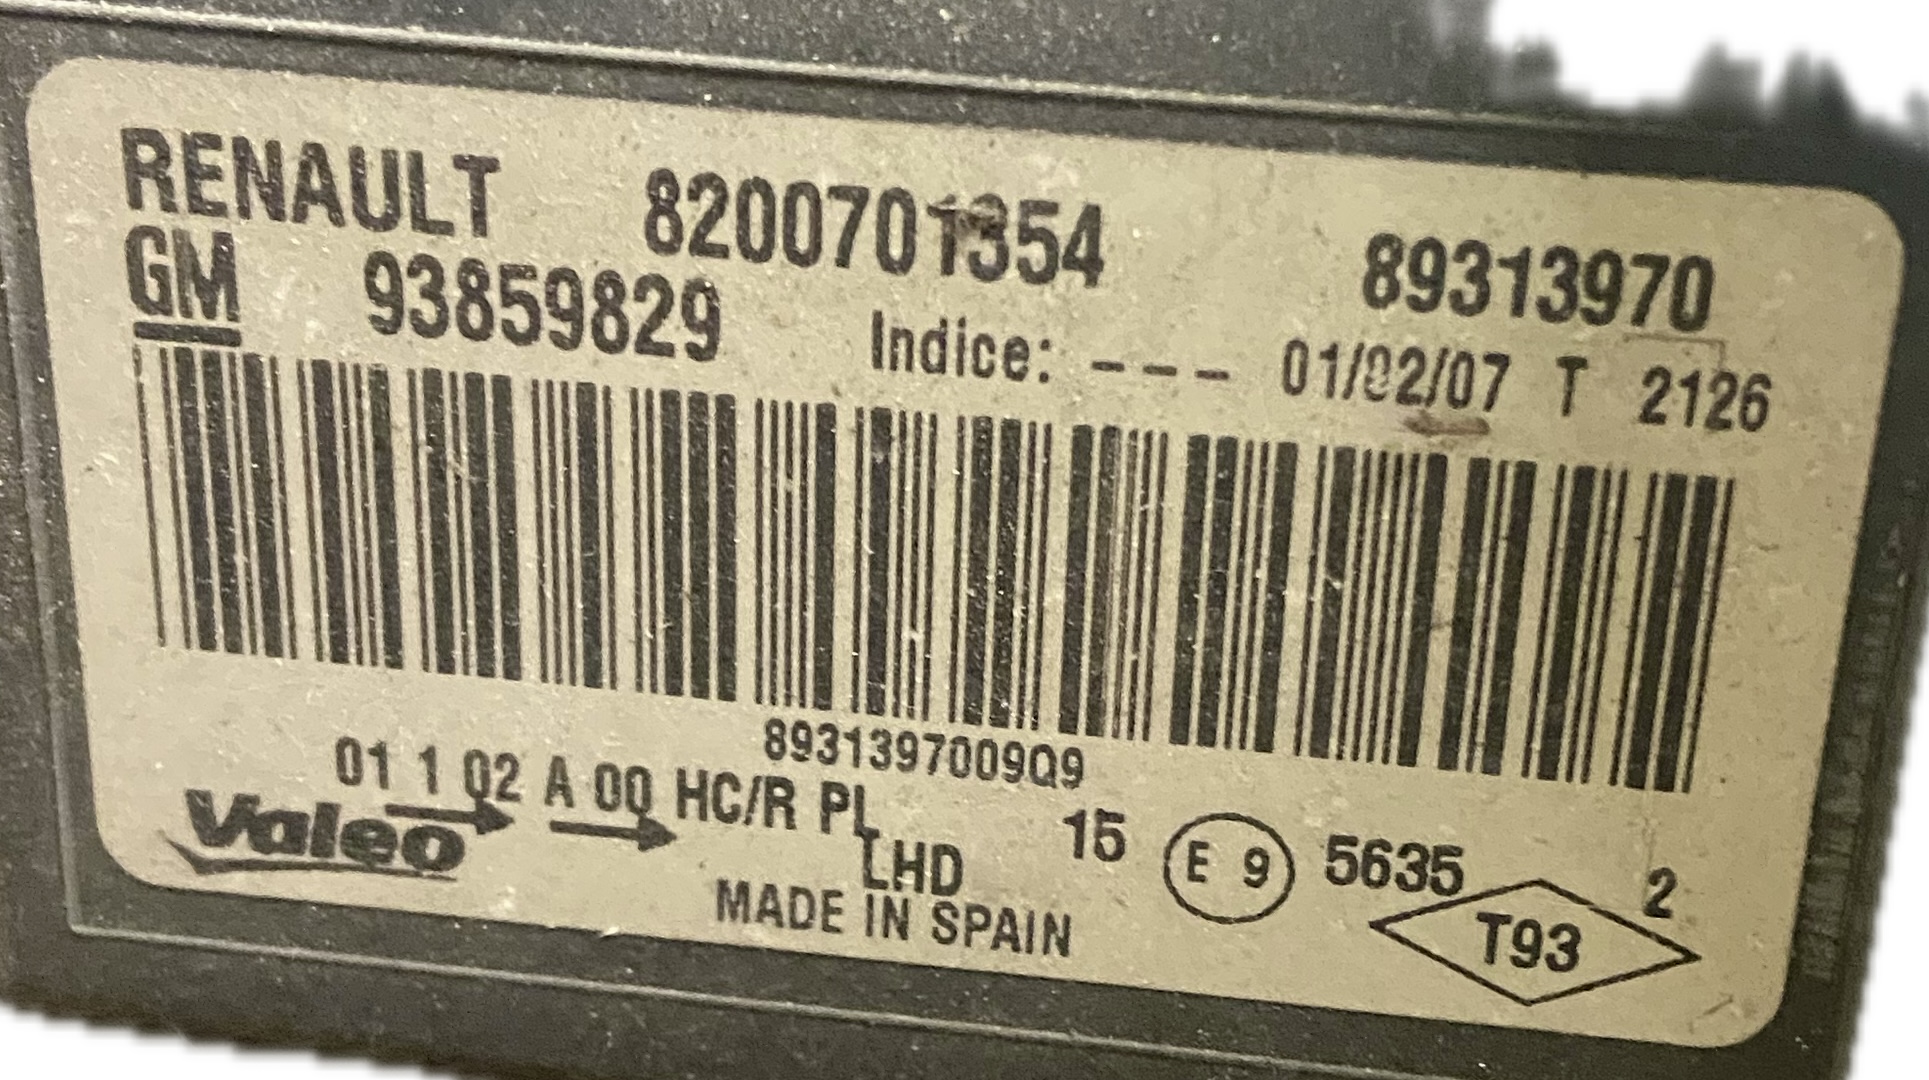 RENAULT 8200701354 89313970
GM 93859829 Indice: --- 01/02/07 T 2126
8931397009Q9
01 1 02 A 00 HC/R PL
Valeo LHD 15 E 9 5635 2
MADE IN SPAIN T93